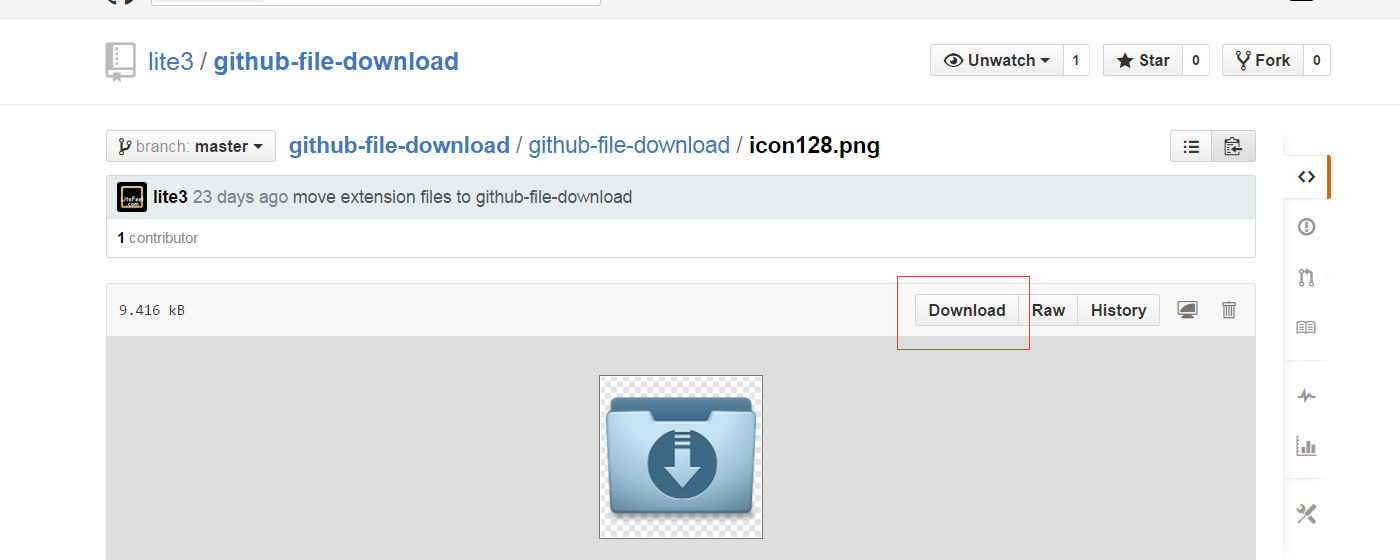 lite3 / github-file-download
Unwatch 1 Star 0 Fork 0
branch: master github-file-download / github-file-download / icon128.png
lite3 23 days ago move extension files to github-file-download
1 contributor
9.416 kB Download Raw History